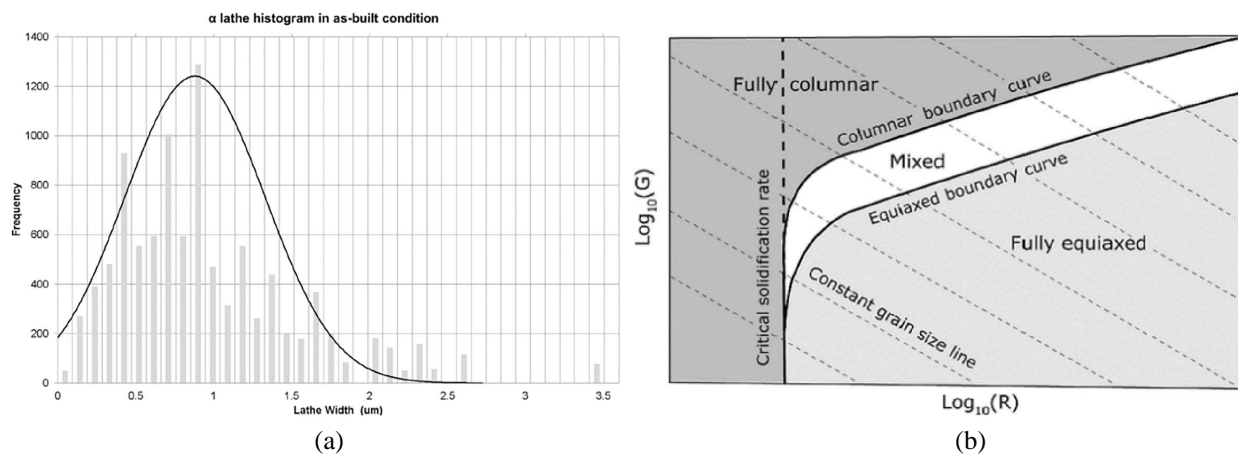 α lathe histogram in as-built condition
1400
1200
1000
800
600
400
200
0
Frequency
0
0.5
1
1.5
2
2.5
3
3.5
Lathe Width (um)
(a)
Fully columnar
Columnar boundary curve
Mixed
Equiaxed boundary curve
Fully equiaxed
Critical solidification rate
Constant grain size line
Log10(G)
Log10(R)
(b)